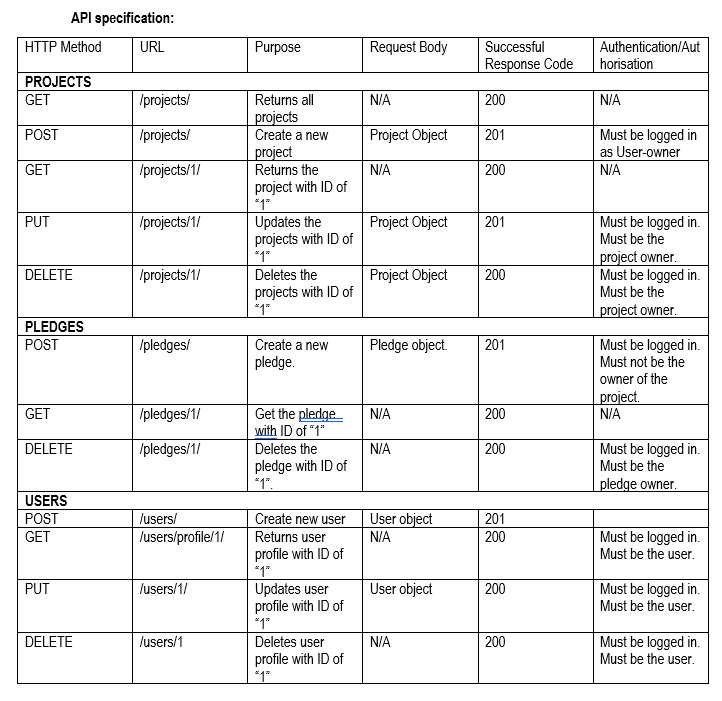 API specification:
HTTP Method URL Purpose Request Body Successful Authentication/Aut
Response Code horisation
PROJECTS
GET /projects/ Returns all N/A 200 N/A
projects
POST /projects/ Create a new Project Object 201 Must be logged in
project as User-owner
GET /projects/1/ Returns the N/A 200 N/A
project with ID of
“1”
PUT /projects/1/ Updates the Project Object 201 Must be logged in.
projects with ID of Must be the
“1” project owner.
DELETE /projects/1/ Deletes the Project Object 200 Must be logged in.
projects with ID of Must be the
“1” project owner.
PLEDGES
POST /pledges/ Create a new Pledge object. 201 Must be logged in.
pledge. Must not be the
owner of the
project.
GET /pledges/1/ Get the pledge N/A 200 N/A
with ID of “1”
DELETE /pledges/1/ Deletes the N/A 200 Must be logged in.
pledge with ID of Must be the
“1”. pledge owner.
USERS
POST /users/ Create new user User object 201
GET /users/profile/1/ Returns user N/A 200 Must be logged in.
profile with ID of Must be the user.
“1”
PUT /users/1/ Updates user User object 200 Must be logged in.
profile with ID of Must be the user.
“1”
DELETE /users/1 Deletes user N/A 200 Must be logged in.
profile with ID of Must be the user.
“1”